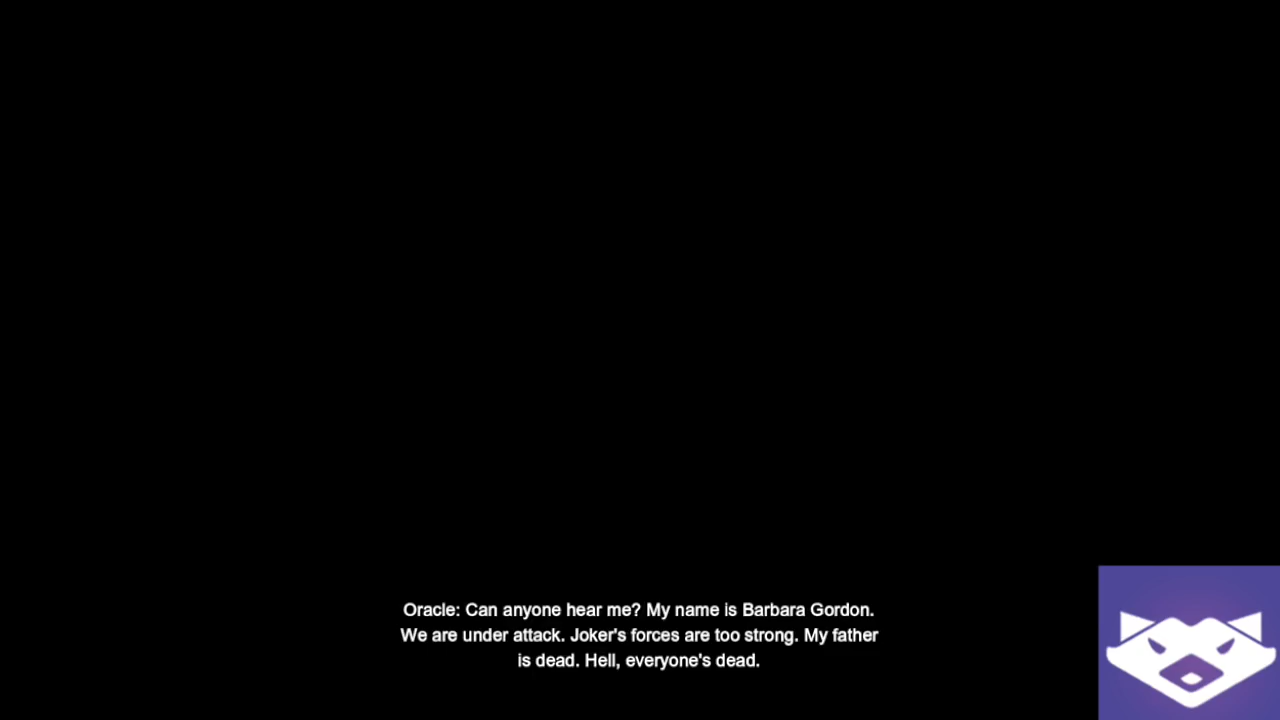 Oracle: Can anyone hear me? My name is Barbara Gordon.
We are under attack. Joker's forces are too strong. My father
is dead. Hell, everyone's dead.